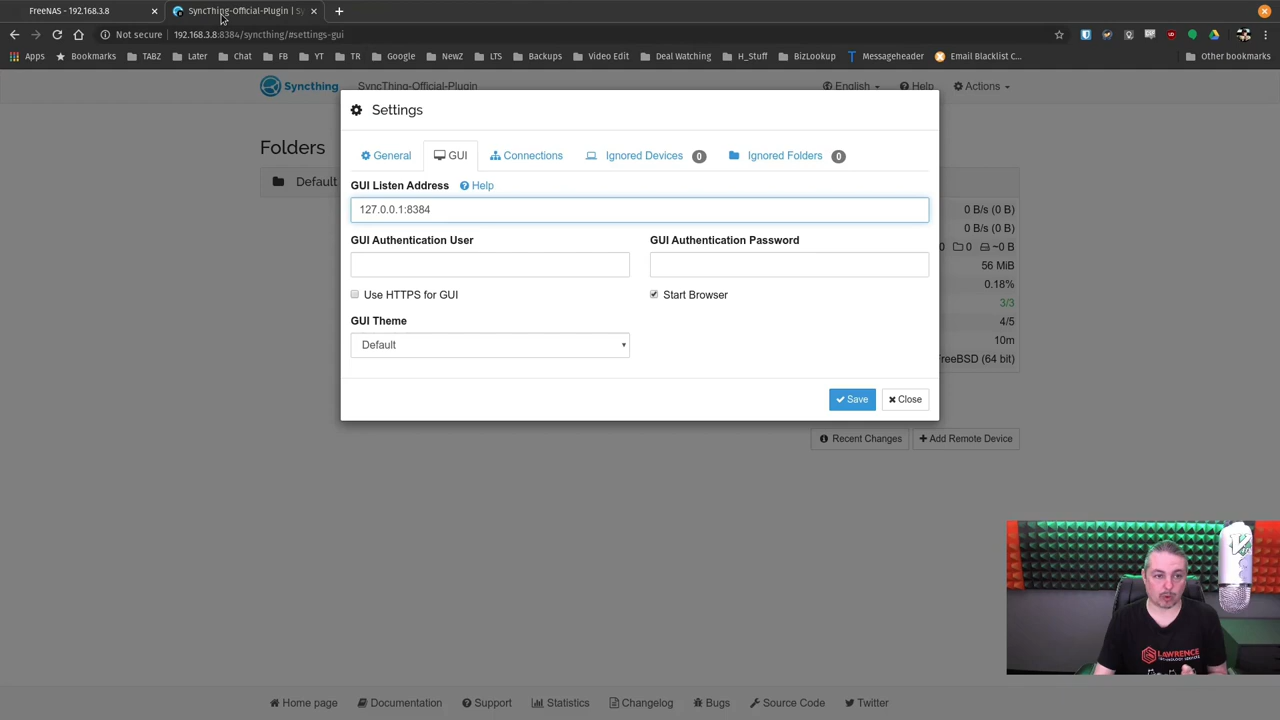 FreeNAS - 192.168.3.8
SyncThing-Official-Plugin | Sy
Not secure 192.168.3.8:8384/syncthing/#settings-gui
Apps Bookmarks TABZ Later Chat FB YT TR Google NewZ LTS Backups Video Edit Deal Watching H_Stuff BizLookup Messageheader Email Blacklist C... Other bookmarks
Syncthing SyncThing-Official-Plugin English Help Actions
Settings
Folders
General GUI Connections Ignored Devices 0 Ignored Folders 0
Default
GUI Listen Address Help
127.0.0.1:8384
0 B/s (0 B)
0 B/s (0 B)
GUI Authentication User GUI Authentication Password
0 0 ~0 B
56 MiB
0.18%
Use HTTPS for GUI Start Browser
3/3
GUI Theme
4/5
Default
10m
FreeBSD (64 bit)
Save Close
Recent Changes Add Remote Device
LAWRENCE
TECHNOLOGY SERVICES
Home page Documentation Support Statistics Changelog Bugs Source Code Twitter